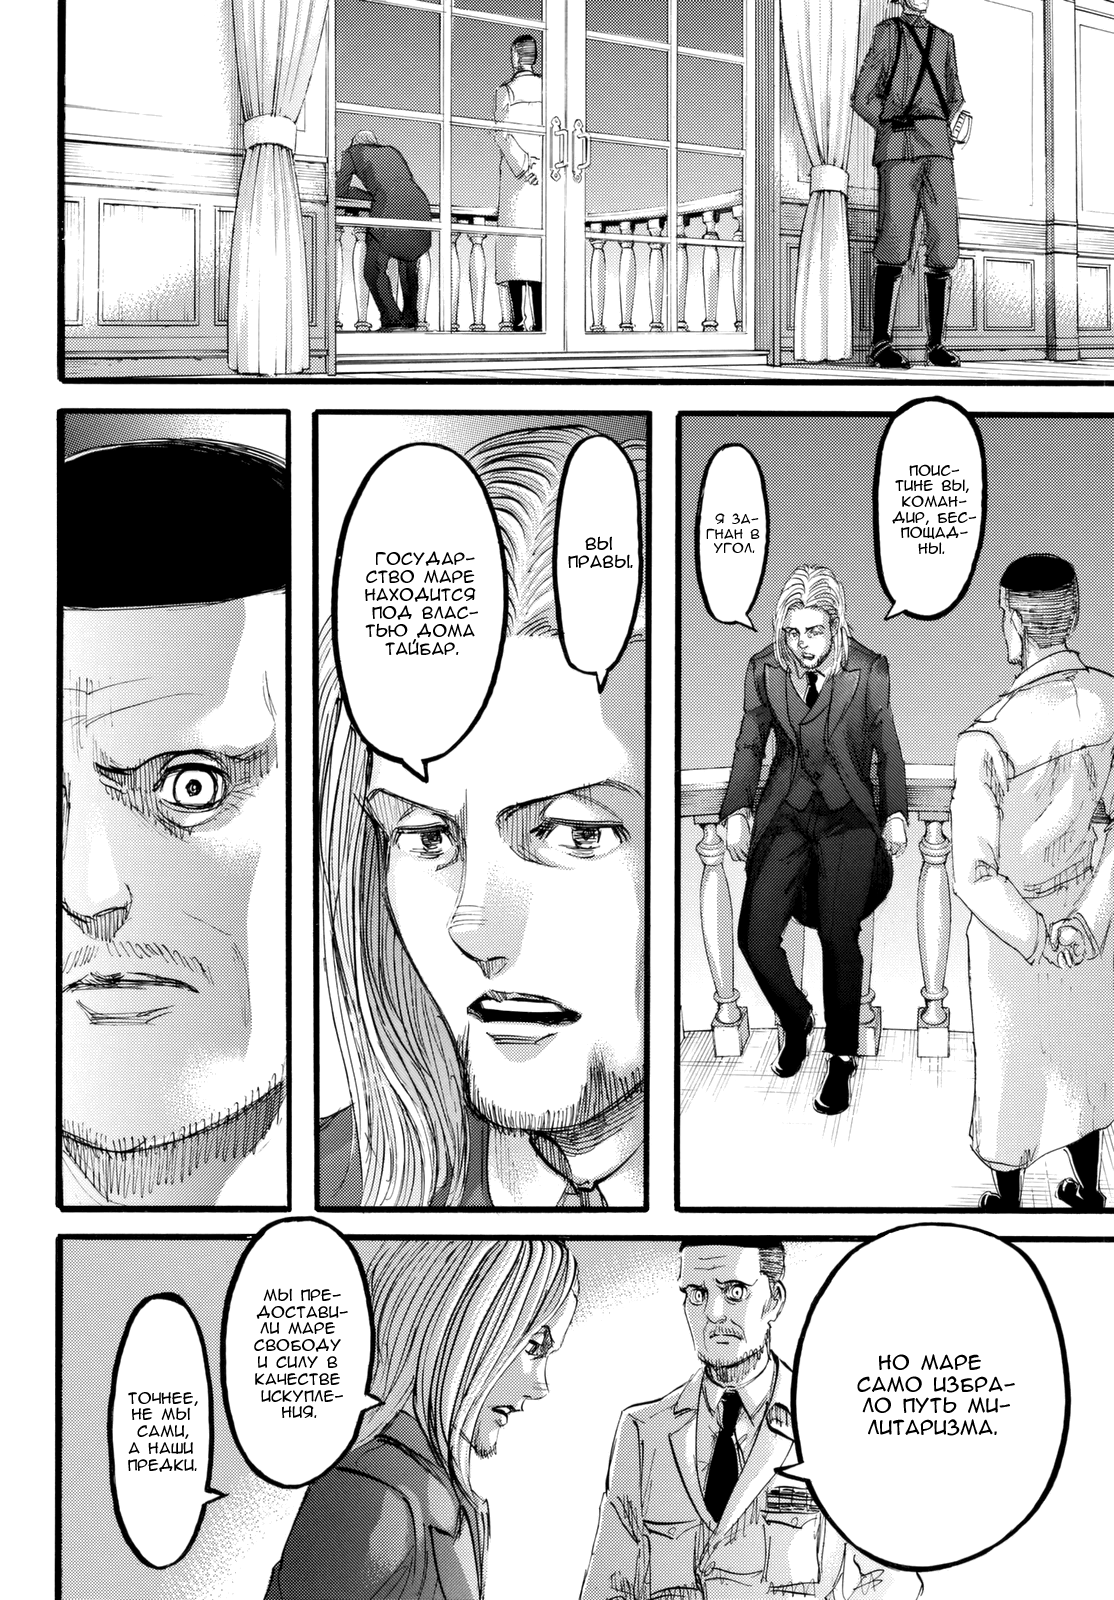 ПОИС-
ТИНЕ ВЫ,
КОМАН-
ДИР, БЕС-
ПОЩАД-
НЫ.
Я ЗА-
ГНАН В
УГОЛ.
ВЫ
ПРАВЫ.
ГОСУДАР-
СТВО МАРЕ
НАХОДИТСЯ
ПОД ВЛАС-
ТЬЮ ДОМА
ТАЙБАР.
НО МАРЕ
САМО ИЗБРА-
ЛО ПУТЬ МИ-
ЛИТАРИЗМА.
МЫ ПРЕ-
ДОСТАВИ-
ЛИ МАРЕ
СВОБОДУ
И СИЛУ В
КАЧЕСТВЕ
ИСКУПЛЕ-
НИЯ.
ТОЧНЕЕ,
НЕ МЫ
САМИ,
А НАШИ
ПРЕДКИ.